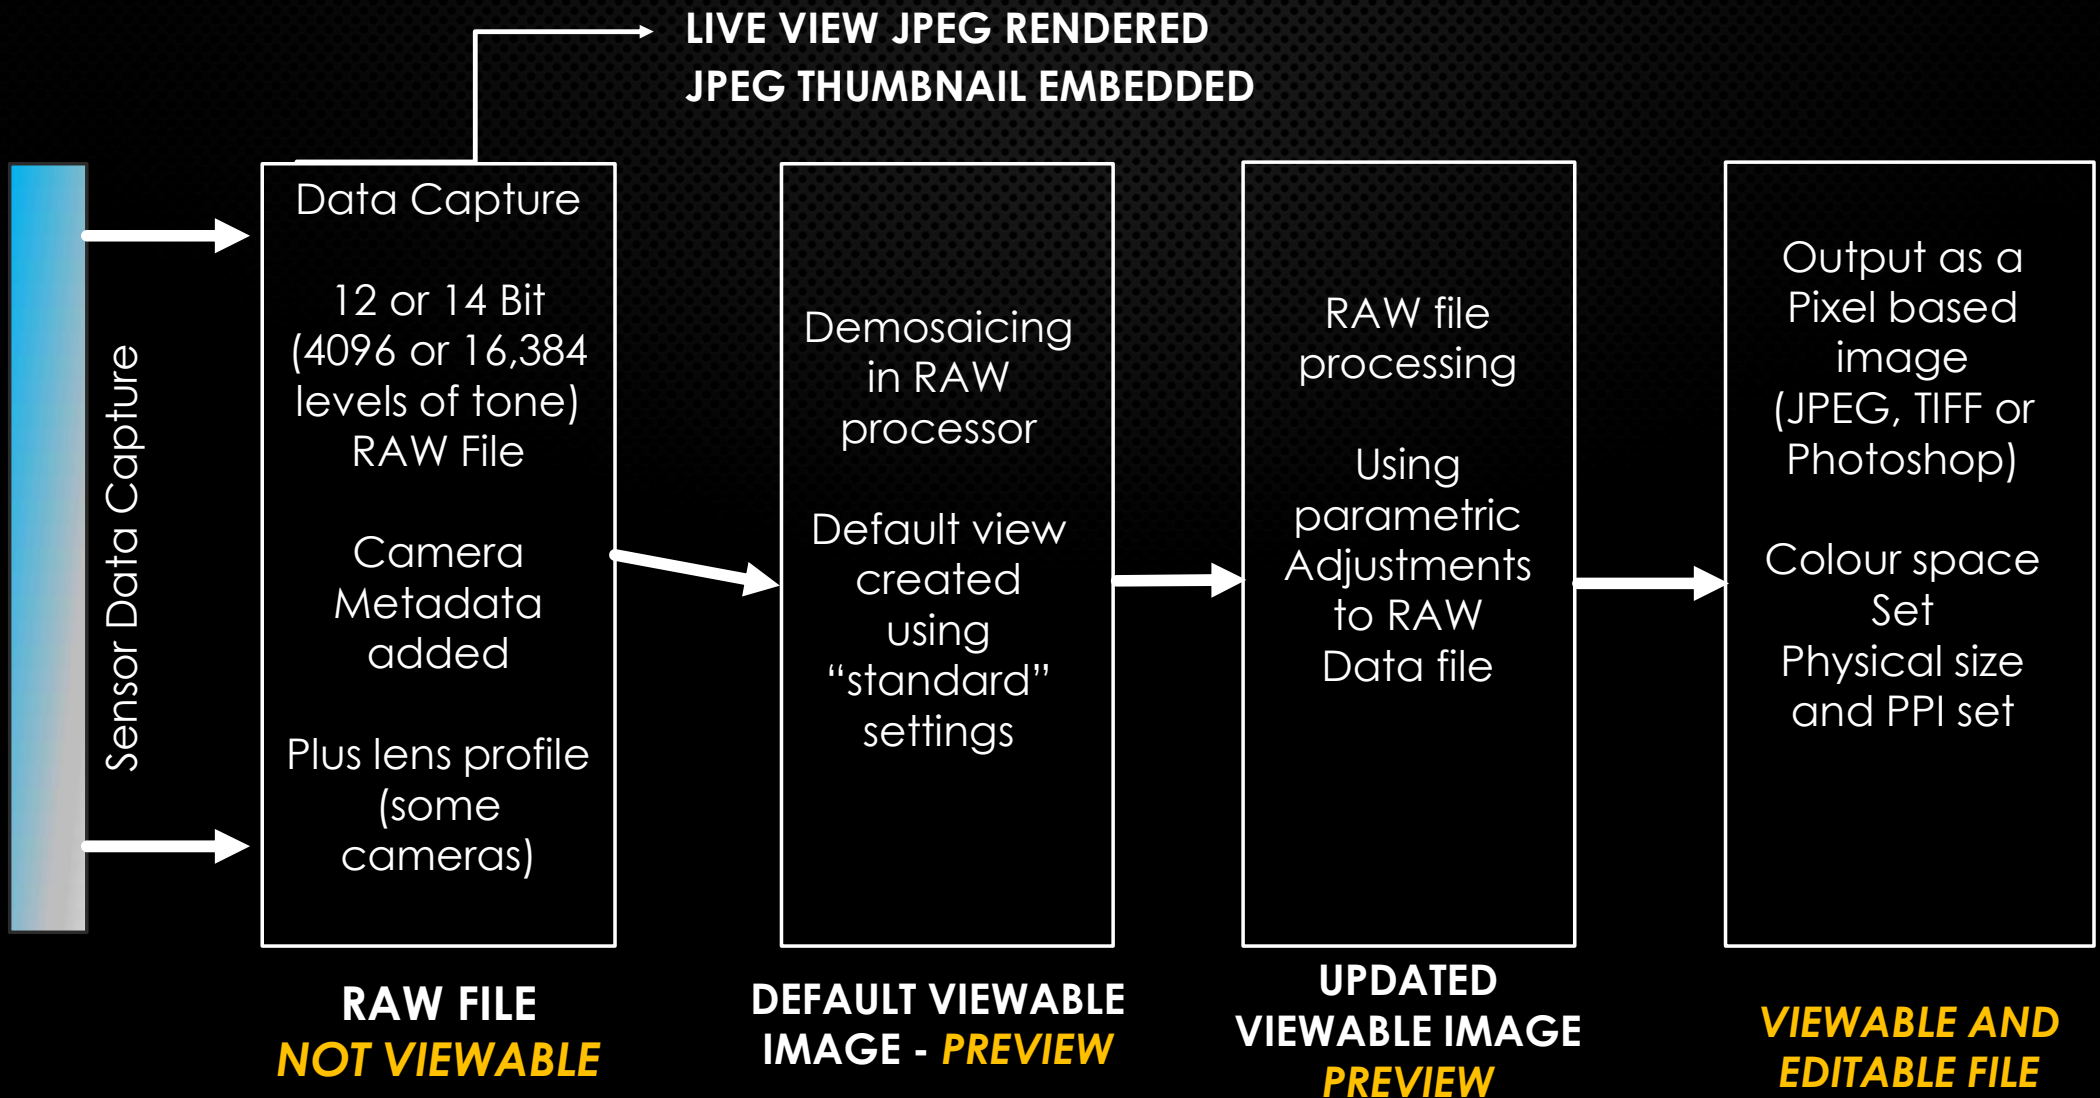 LIVE VIEW JPEG RENDERED
JPEG THUMBNAIL EMBEDDED
Sensor Data Capture
Data Capture
12 or 14 Bit
(4096 or 16,384
levels of tone)
RAW File
Camera
Metadata
added
Plus lens profile
(some
cameras)
RAW FILE
NOT VIEWABLE
Demosaicing
in RAW
processor
Default view
created
using
“standard”
settings
DEFAULT VIEWABLE
IMAGE - PREVIEW
RAW file
processing
Using
parametric
Adjustments
to RAW
Data file
UPDATED
VIEWABLE IMAGE
PREVIEW
Output as a
Pixel based
image
(JPEG, TIFF or
Photoshop)
Colour space
Set
Physical size
and PPI set
VIEWABLE AND
EDITABLE FILE